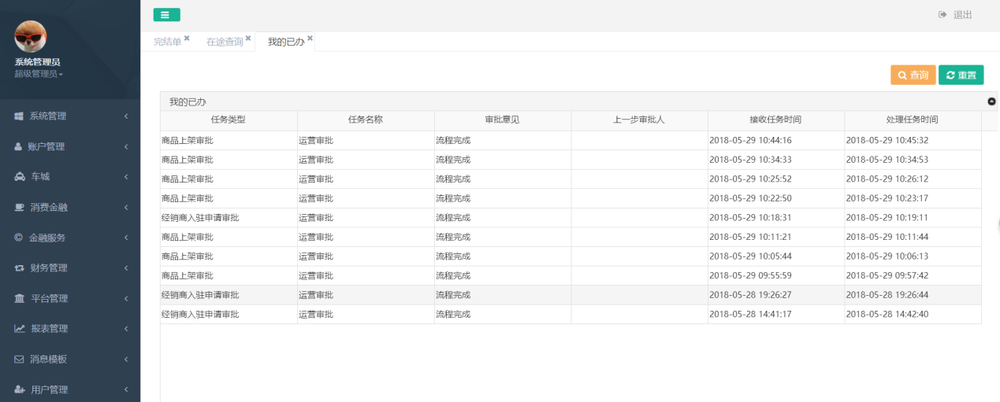 退出
完结单
在途查询
我的已办
系统管理员
超级管理员
查询
重置
系统管理
账户管理
车城
消费金融
金融服务
财务管理
平台管理
报表管理
消息模板
用户管理
我的已办
任务类型 任务名称 审批意见 上一步审批人 接收任务时间 处理任务时间
商品上架审批 运营审批 流程完成 2018-05-29 10:44:16 2018-05-29 10:45:32
商品上架审批 运营审批 流程完成 2018-05-29 10:34:33 2018-05-29 10:34:53
商品上架审批 运营审批 流程完成 2018-05-29 10:25:52 2018-05-29 10:26:12
商品上架审批 运营审批 流程完成 2018-05-29 10:22:50 2018-05-29 10:23:17
经销商入驻申请审批 运营审批 流程完成 2018-05-29 10:18:31 2018-05-29 10:19:11
商品上架审批 运营审批 流程完成 2018-05-29 10:11:21 2018-05-29 10:11:44
商品上架审批 运营审批 流程完成 2018-05-29 10:05:44 2018-05-29 10:06:13
商品上架审批 运营审批 流程完成 2018-05-29 09:55:59 2018-05-29 09:57:42
经销商入驻申请审批 运营审批 流程完成 2018-05-28 19:26:27 2018-05-28 19:26:44
经销商入驻申请审批 运营审批 流程完成 2018-05-28 14:41:17 2018-05-28 14:42:40